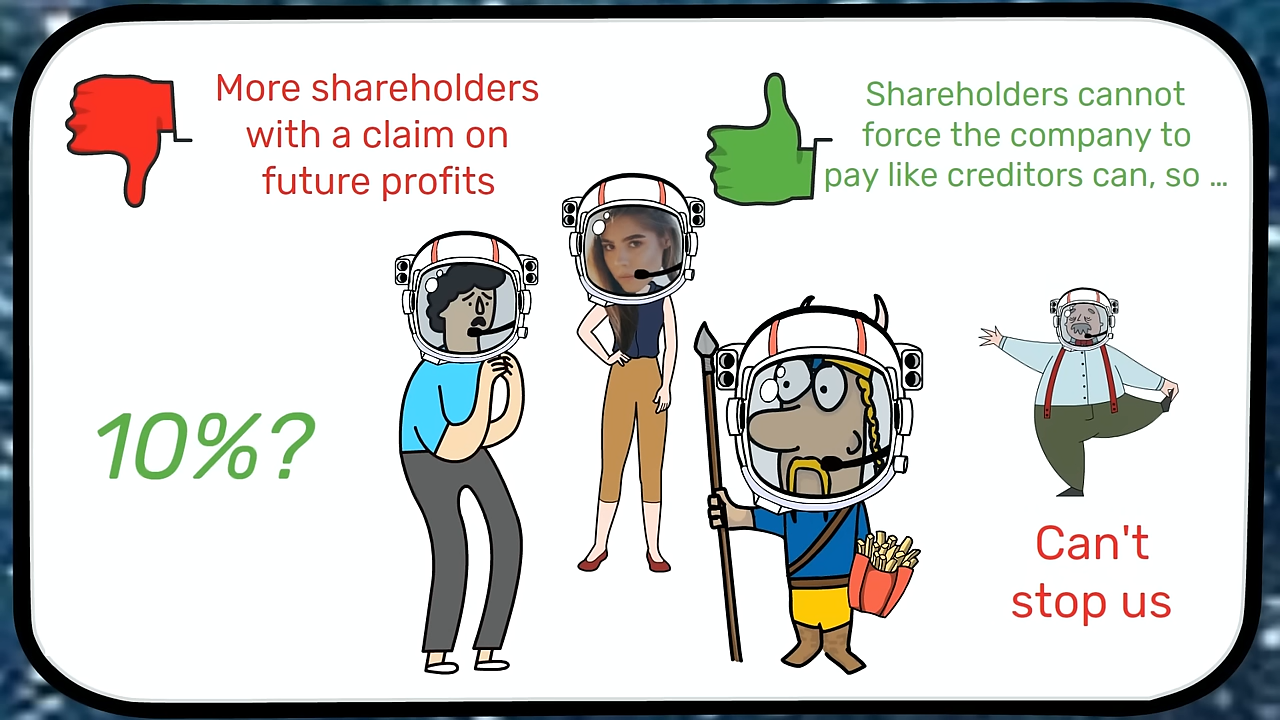 More shareholders
with a claim on
future profits
Shareholders cannot
force the company to
pay like creditors can, so ...
10%?
Can't
stop us